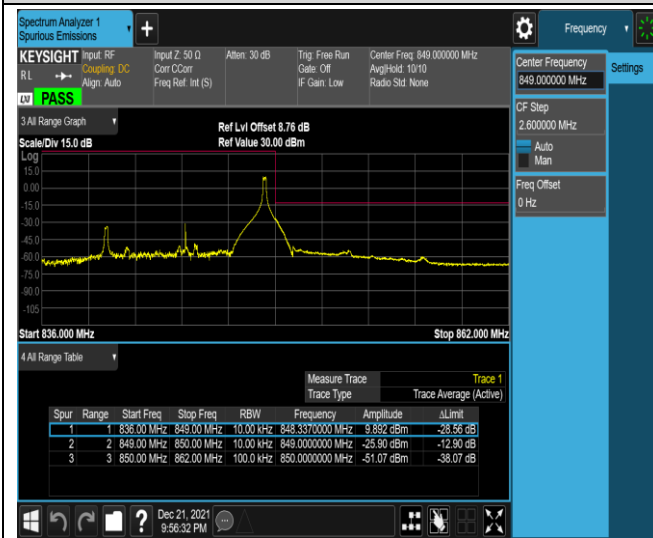 Spectrum Analyzer 1
Spurious Emissions
Frequency
KEYSIGHT Input: RF Input Z: 50 Ω Atten: 30 dB Trig: Free Run Center Freq: 849.000000 MHz
RL Coupling: DC Corr CCorr Gate: Off Avg|Hold: 10/10
Align: Auto Freq Ref: Int (S) IF Gain: Low Radio Std: None
LXI PASS
Center Frequency
849.000000 MHz
Settings
CF Step
2.600000 MHz
Auto
Man
Freq Offset
0 Hz
3 All Range Graph
Ref Lvl Offset 8.76 dB
Scale/Div 15.0 dB Ref Value 30.00 dBm
Log
15.0
0.00
-15.0
-30.0
-45.0
-60.0
-75.0
-90.0
-105
Start 836.000 MHz Stop 862.000 MHz
4 All Range Table
Measure Trace Trace 1
Trace Type Trace Average (Active)
Spur Range Start Freq Stop Freq RBW Frequency Amplitude ΔLimit
1 1 836.00 MHz 849.00 MHz 10.00 kHz 848.3370000 MHz 9.892 dBm -28.56 dB
2 2 849.00 MHz 850.00 MHz 10.00 kHz 849.0000000 MHz -25.90 dBm -12.90 dB
3 3 850.00 MHz 862.00 MHz 100.0 kHz 850.0000000 MHz -51.07 dBm -38.07 dB
Dec 21, 2021
9:56:32 PM